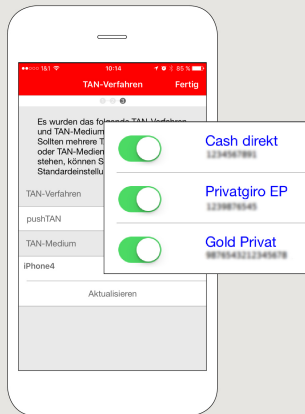 1&1
10:14
85 %
TAN-Verfahren
Fertig
Es wurden das folgende TAN-Verfahren
und TAN-Medium
Sollten mehrere T
oder TAN-Medien
stehen, können S
Standardeinstellu
TAN-Verfahren
pushTAN
TAN-Medium
iPhone4
Aktualisieren
Cash direkt
1234567891
Privatgiro EP
1239876545
Gold Privat
9876543212345678